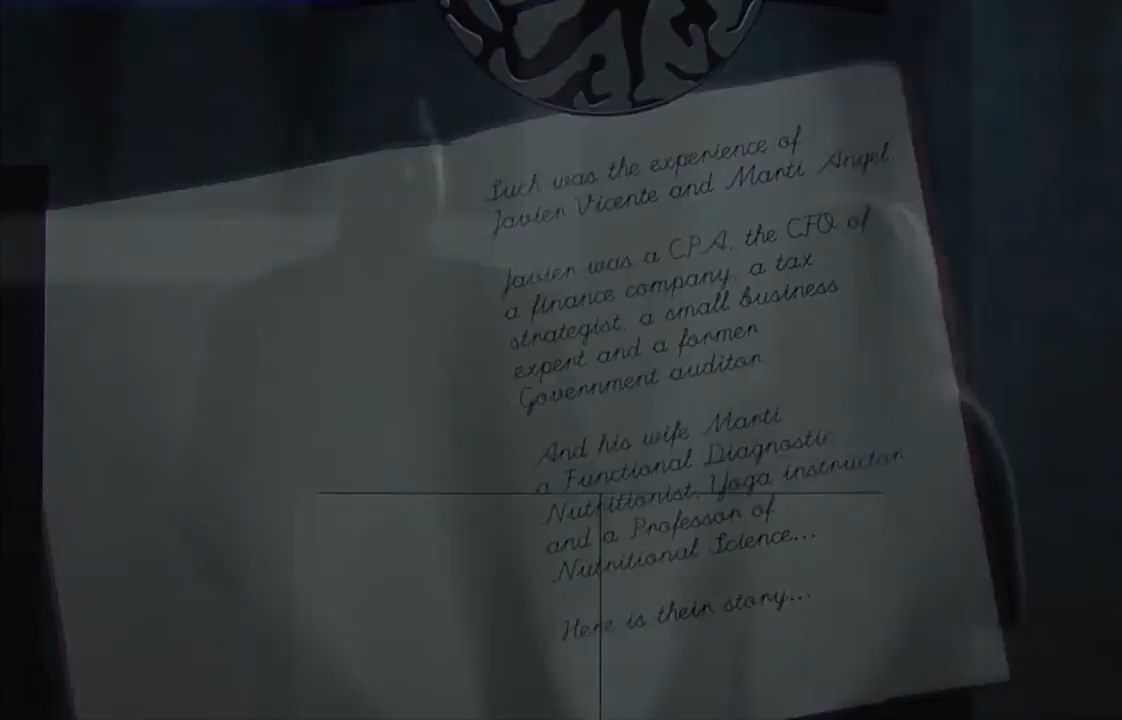 Such was the experience of
Javier Vicente and Marti Angel.
Javier was a C.P.A. the CFO of
a finance company, a tax
strategist, a small business
expert and a former
Government auditor
And his wife Marti
a Functional Diagnostic
Nutritionist, Yoga instructor
and a Professor of
Nutritional Science...
Here is their story...